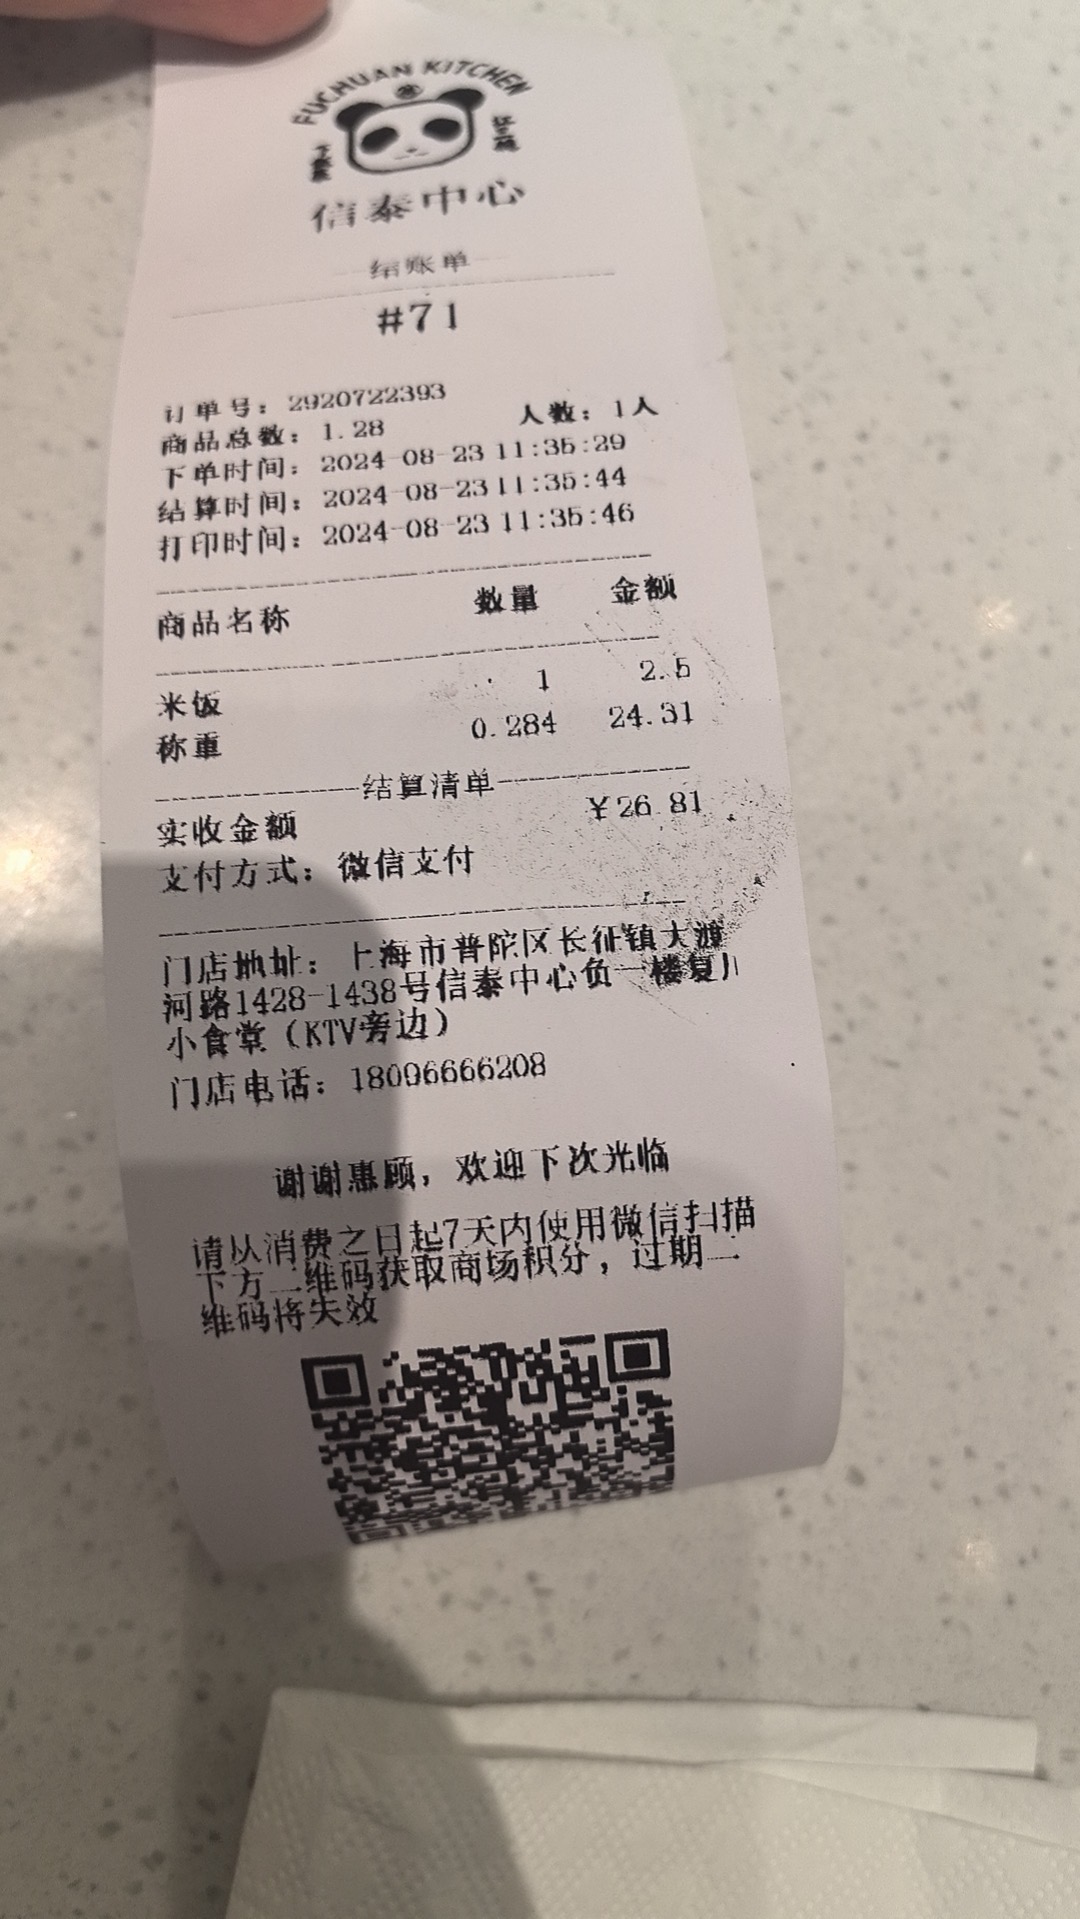 FUCHUAN KITCHEN
信泰中心
结账单
#71
订单号：2920722393
商品总数：1.28 人数：1人
下单时间：2024-08-23 11:35:29
结算时间：2024-08-23 11:35:44
打印时间：2024-08-23 11:35:46
商品名称 数量 金额
米饭 1 2.5
称重 0.284 24.31
结算清单
实收金额 ￥26.81
支付方式：微信支付
门店地址：上海市普陀区长征镇大渡
河路1428-1438号信泰中心负一楼复川
小食堂（KTV旁边）
门店电话：18096666208
谢谢惠顾，欢迎下次光临
请以消费之日起7天内使用微信扫描
下方二维码获取商场积分，过期二
维码将失效